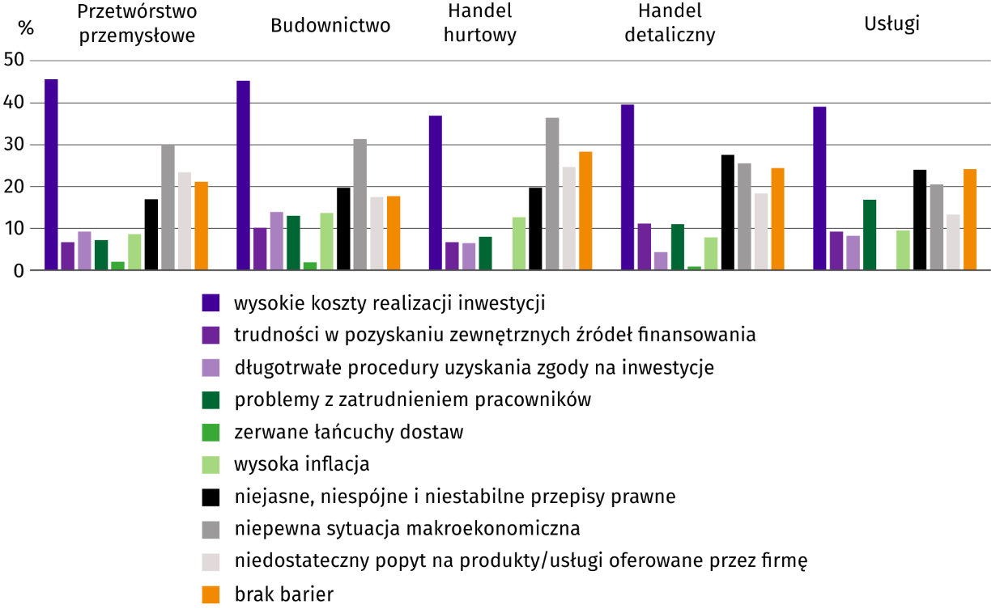 %
Przetwórstwo
przemysłowe
Budownictwo
Handel
hurtowy
Handel
detaliczny
Usługi
50
40
30
20
10
0
wysokie koszty realizacji inwestycji
trudności w pozyskaniu zewnętrznych źródeł finansowania
długotrwałe procedury uzyskania zgody na inwestycje
problemy z zatrudnieniem pracowników
zerwane łańcuchy dostaw
wysoka inflacja
niejasne, niespójne i niestabilne przepisy prawne
niepewna sytuacja makroekonomiczna
niedostateczny popyt na produkty/usługi oferowane przez firmę
brak barier